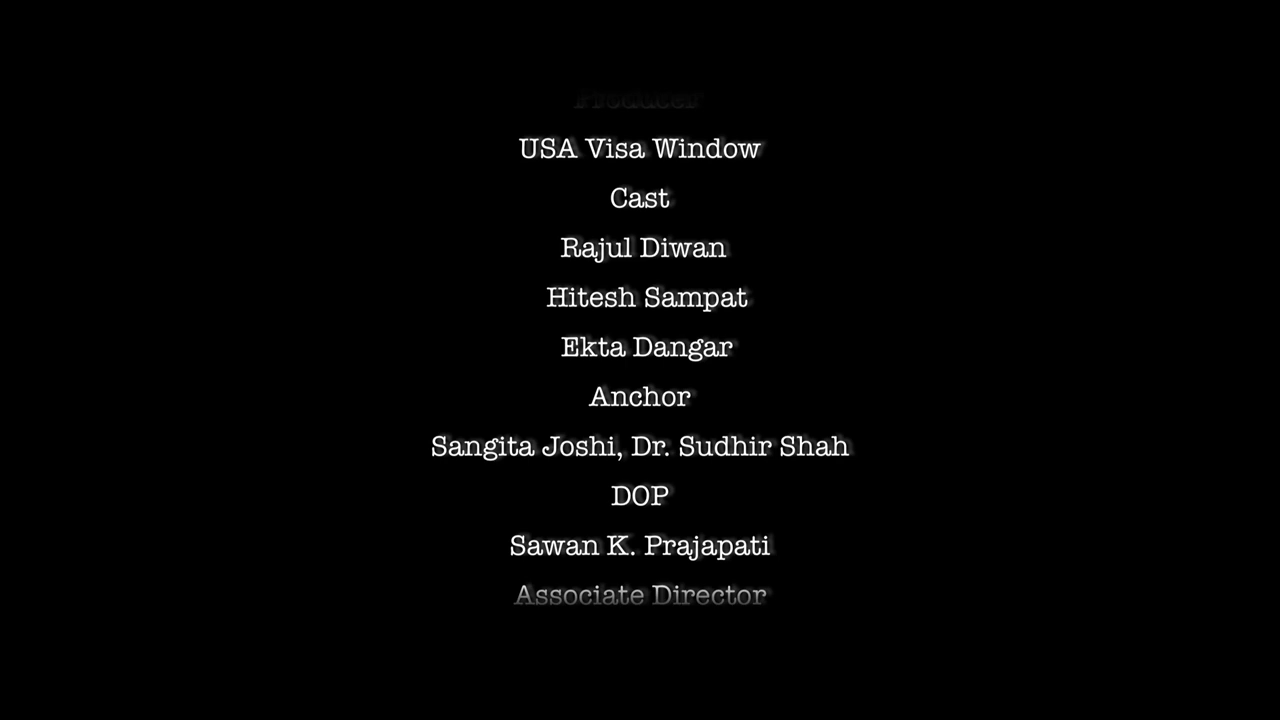 Producer
USA Visa Window
Cast
Rajul Diwan
Hitesh Sampat
Ekta Dangar
Anchor
Sangita Joshi, Dr. Sudhir Shah
DOP
Sawan K. Prajapati
Associate Director